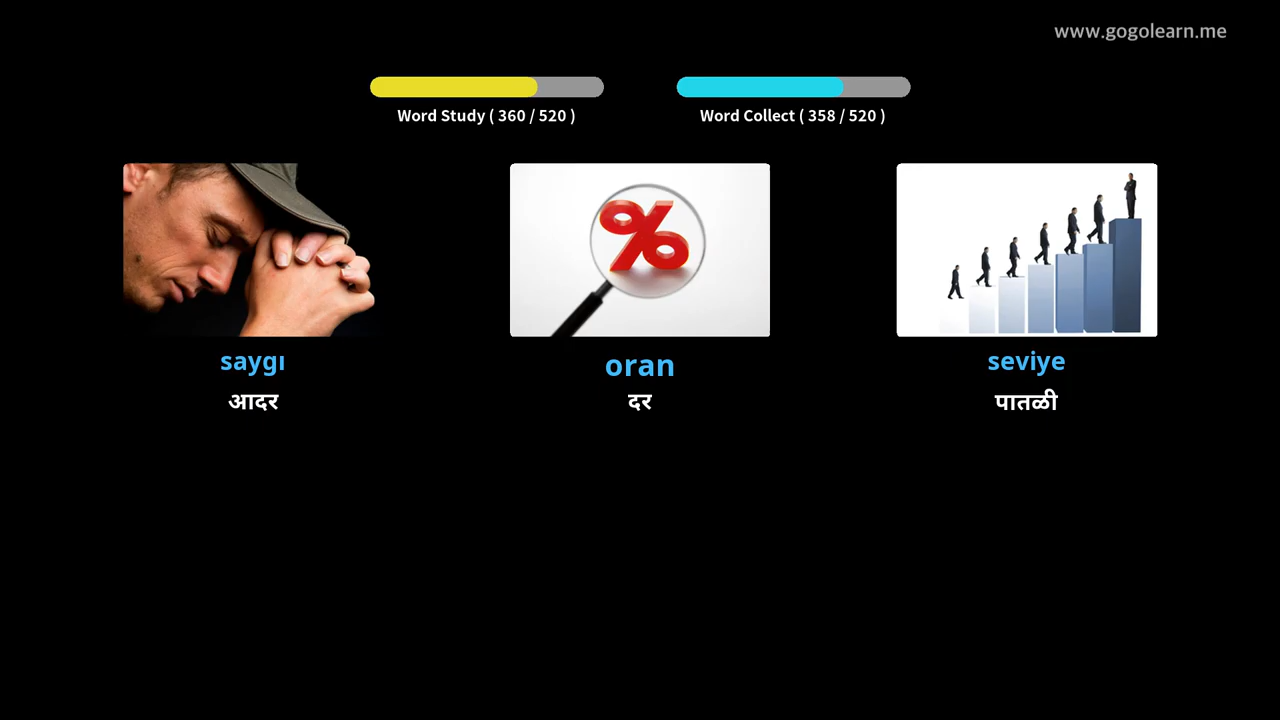 www.gogolearn.me
Word Study ( 360 / 520 )
Word Collect ( 358 / 520 )
saygı
oran
seviye
आदर
दर
पातळी